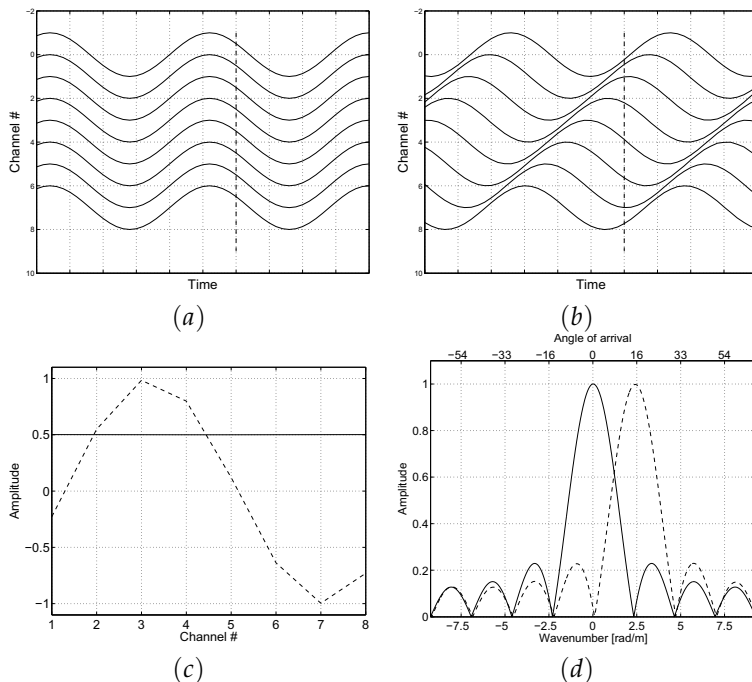 −2
0
2
4
6
8
10
Channel #
Time
(a)
−2
0
2
4
6
8
10
Channel #
Time
(b)
1
0.5
0
−0.5
−1
Amplitude
1 2 3 4 5 6 7 8
Channel #
(c)
Angle of arrival
−54 −33 −16 0 16 33 54
1
0.8
0.6
0.4
0.2
0
Amplitude
−7.5 −5 −2.5 0 2.5 5 7.5
Wavenumber [rad/m]
(d)